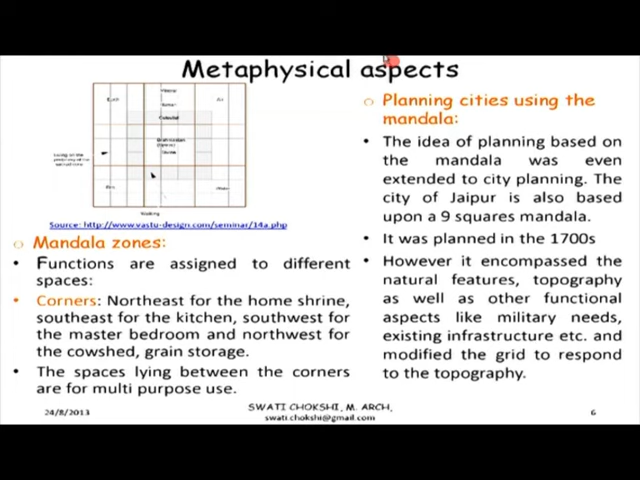 Metaphysical aspects
Source: http://www.vastu-design.com/seminar/14a.php
Mandala zones:
• Functions are assigned to different
spaces:
• Corners: Northeast for the home shrine,
southeast for the kitchen, southwest for
the master bedroom and northwest for
the cowshed, grain storage.
• The spaces lying between the corners
are for multi purpose use.
Planning cities using the
mandala:
• The idea of planning based on
the mandala was even
extended to city planning. The
city of Jaipur is also based
upon a 9 squares mandala.
• It was planned in the 1700s
• However it encompassed the
natural features, topography
as well as other functional
aspects like military needs,
existing infrastructure etc. and
modified the grid to respond
to the topography.
24/8/2013
SWATI CHOKSHI, M. ARCH,
swati.chokshi@gmail.com
6